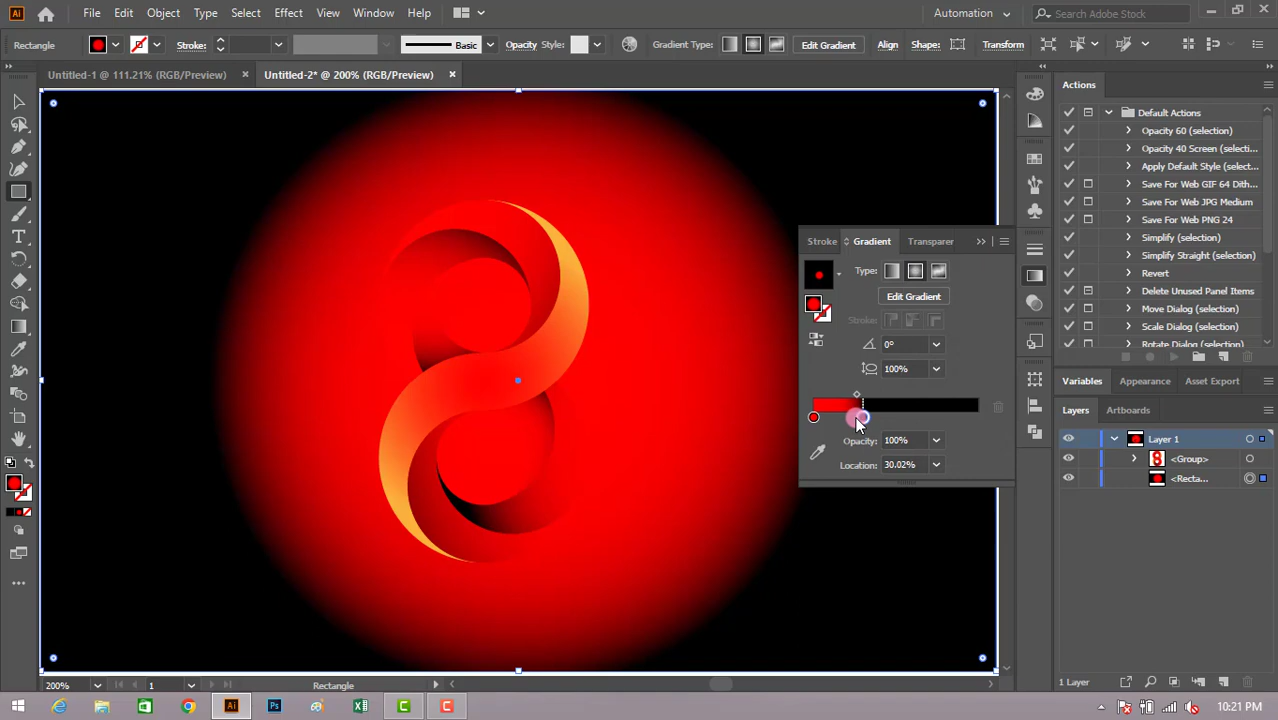 Ai File Edit Object Type Select Effect View Window Help Automation Search Adobe Stock
Rectangle Stroke: Basic Opacity Style: Gradient Type: Edit Gradient Align Shape: Transform
Untitled-1 @ 111.21% (RGB/Preview) × Untitled-2* @ 200% (RGB/Preview) ×
Actions
Default Actions
Opacity 60 (selection)
Opacity 40 Screen (selecti...
Apply Default Style (select...
Save For Web GIF 64 Dith...
Save For Web JPG Medium
Save For Web PNG 24
Simplify (Selection)
Simplify Straight (Selectio...
Revert
Delete Unused Panel Items
Move Dialog (Selection)
Scale Dialog (Selection)
Rotate Dialog (Selection)
Stroke Gradient Transparer
Type:
Edit Gradient
Stroke:
0°
100%
Opacity: 100%
Location: 30.02%
Variables Appearance Asset Export
Layers Artboards
Layer 1
<Group>
<Recta...
1 Layer
200% 1 Rectangle
Ai Ps C C 10:21 PM